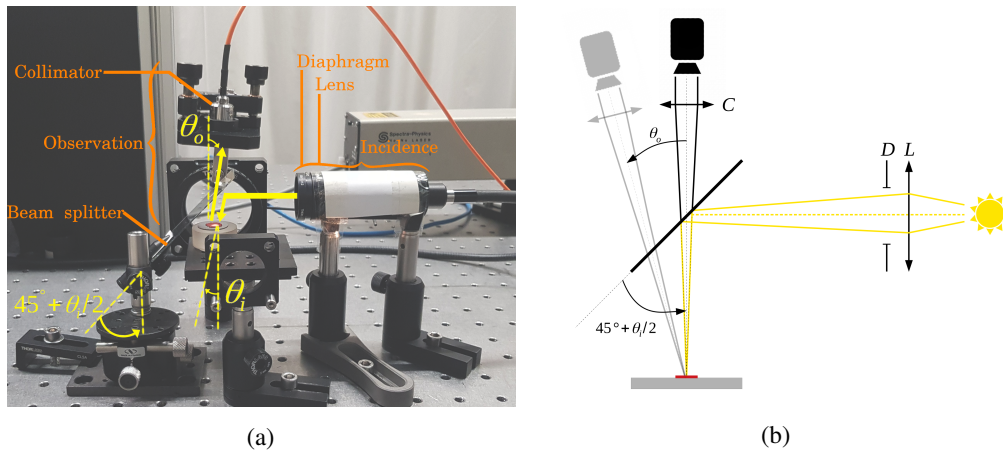 Diaphragm
Lens
Collimator
Observation
Incidence
Beam splitter
θₒ
Spectra-Physics
θᵢ
45° + θᵢ/2
(a)
C
θₒ
D L
45° + θᵢ/2
(b)